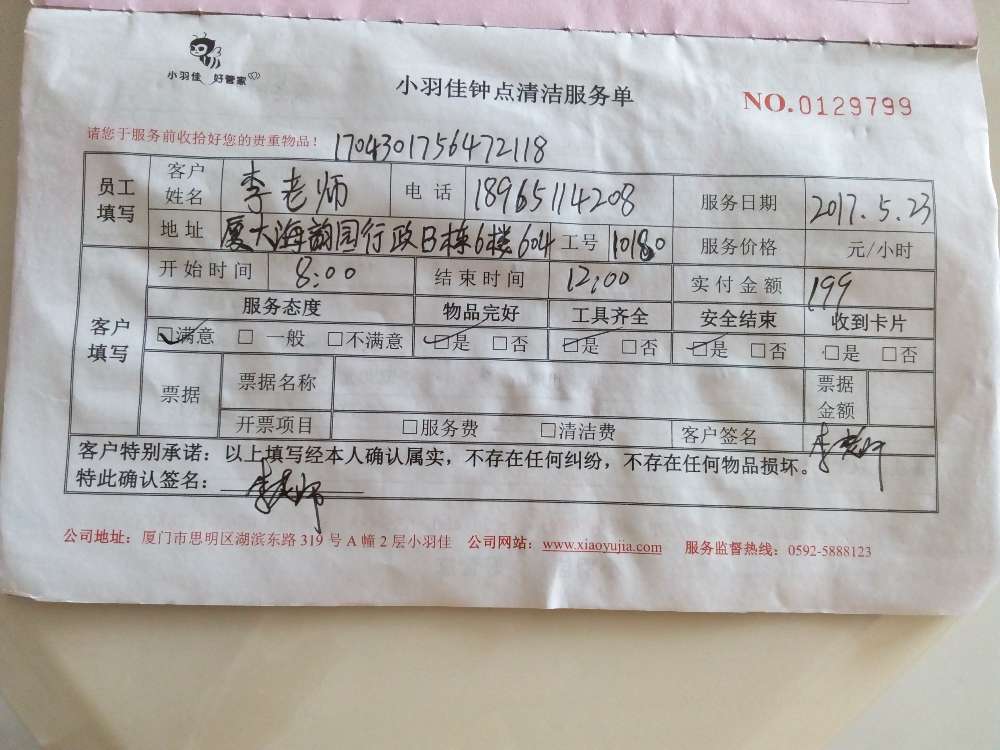 小羽佳 好管家
小羽佳钟点清洁服务单
NO.0129799
请您于服务前收拾好您的贵重物品！ 1704301756472118
员工填写 客户姓名 李老师 电话 18965114208 服务日期 2017.5.23
地址 厦大海韵园行政B栋6楼604 工号 10180 服务价格 元/小时
客户填写 开始时间 8:00 结束时间 12:00 实付金额 199
服务态度 物品完好 工具齐全 安全结束 收到卡片
☑满意 □一般 □不满意 ☑是 □否 ☑是 □否 ☑是 □否 □是 □否
票据 票据名称 票据金额
开票项目 □服务费 □清洁费 客户签名 李老师
客户特别承诺：以上填写经本人确认属实，不存在任何纠纷，不存在任何物品损坏。
特此确认签名： 李老师
公司地址：厦门市思明区湖滨东路319号A幢2层小羽佳 公司网站：www.xiaoyujia.com 服务监督热线：0592-5888123